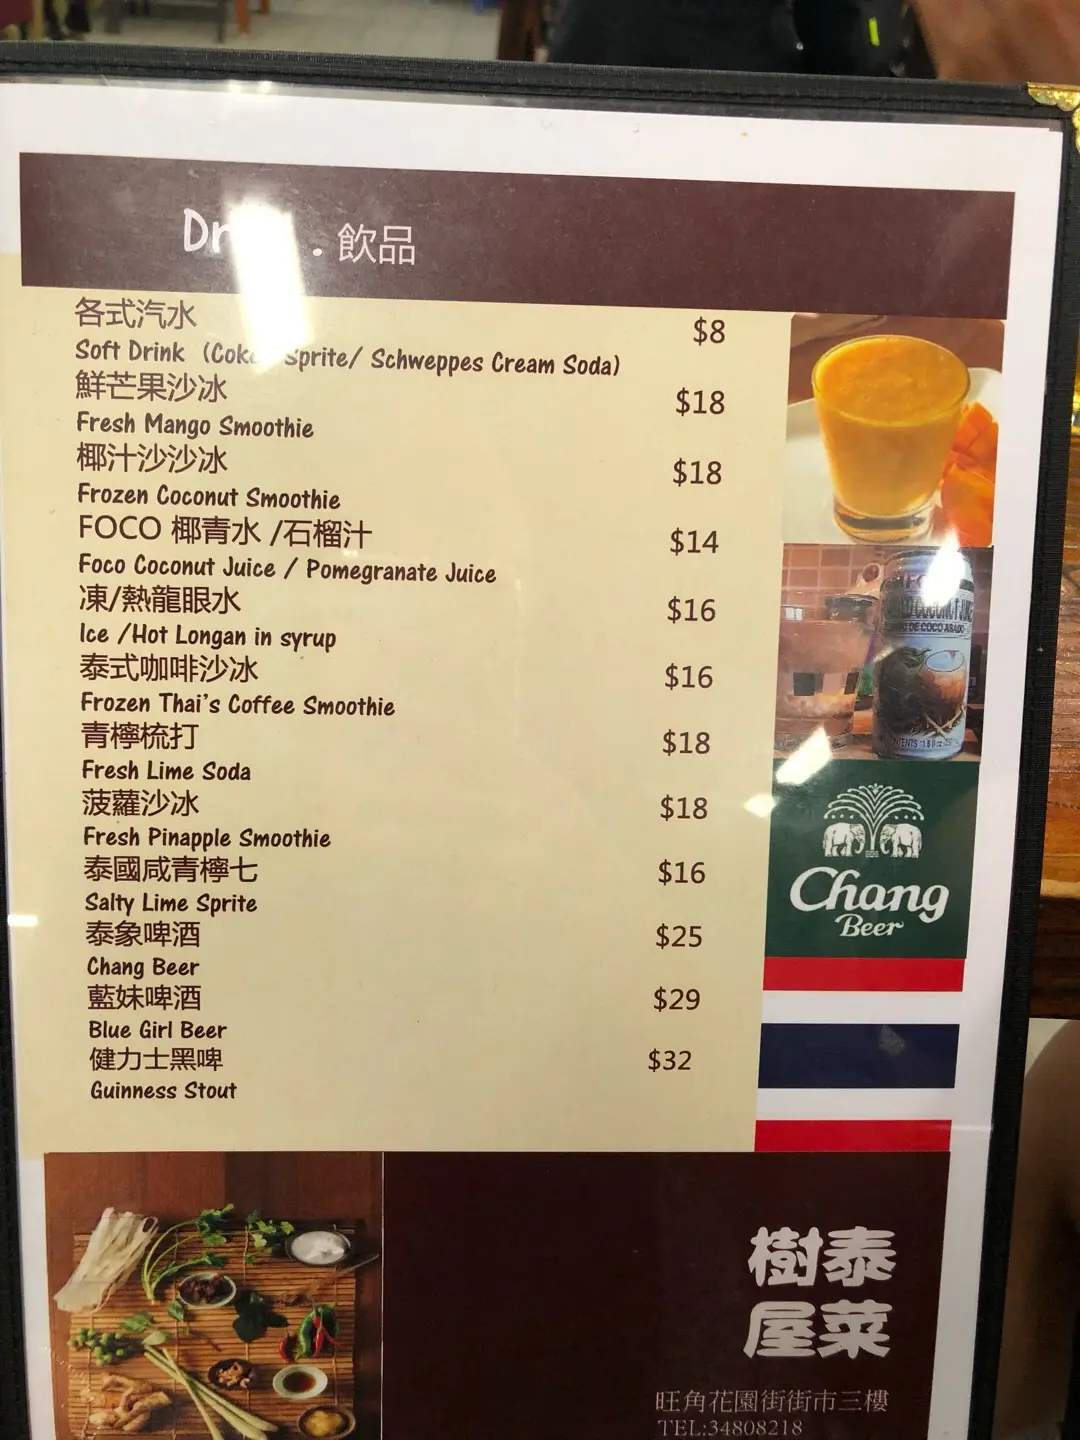 Dr . 飲品
各式汽水 $8
Soft Drink (Coke Sprite/ Schweppes Cream Soda)
鮮芒果沙冰 $18
Fresh Mango Smoothie
椰汁沙沙冰 $18
Frozen Coconut Smoothie
FOCO 椰青水 /石榴汁 $14
Foco Coconut Juice / Pomegranate Juice
凍/熱龍眼水 $16
Ice /Hot Longan in syrup
泰式咖啡沙冰 $16
Frozen Thai's Coffee Smoothie
青檸梳打 $18
Fresh Lime Soda
菠蘿沙冰 $18
Fresh Pinapple Smoothie
泰國咸青檸七 $16
Salty Lime Sprite
泰象啤酒 $25
Chang Beer
藍妹啤酒 $29
Blue Girl Beer
健力士黑啤 $32
Guinness Stout
COCONUT
DE COCO ASADO
Chang
Beer
樹泰
屋菜
旺角花園街街市三樓
TEL:34808218